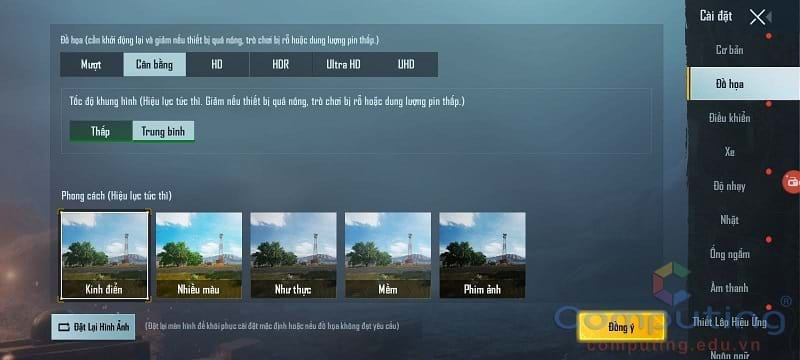 Đồ họa (cần khởi động lại và giảm nếu thiết bị quá nóng, trò chơi bị rỗ hoặc dung lượng pin thấp.)
Mượt
Cân bằng
HD
HDR
Ultra HD
UHD
Tốc độ khung hình (Hiệu lực tức thì. Giảm nếu thiết bị quá nóng, trò chơi bị rỗ hoặc dung lượng pin thấp.)
Thấp
Trung bình
Phong cách (Hiệu lực tức thì)
Kinh điển
Nhiều màu
Như thực
Mềm
Phim ảnh
Đặt Lại Hình Ảnh
(Đặt lại màn hình để khôi phục cài đặt mặc định hoặc nếu đồ họa không đạt yêu cầu)
Đồng ý
Cài đặt
Cơ bản
Đồ họa
Điều khiển
Xe
Độ nhạy
Nhặt
Ống ngắm
Âm thanh
Thiết Lập Hiệu Ứng
Ngôn ngữ
Computing®
computing.edu.vn